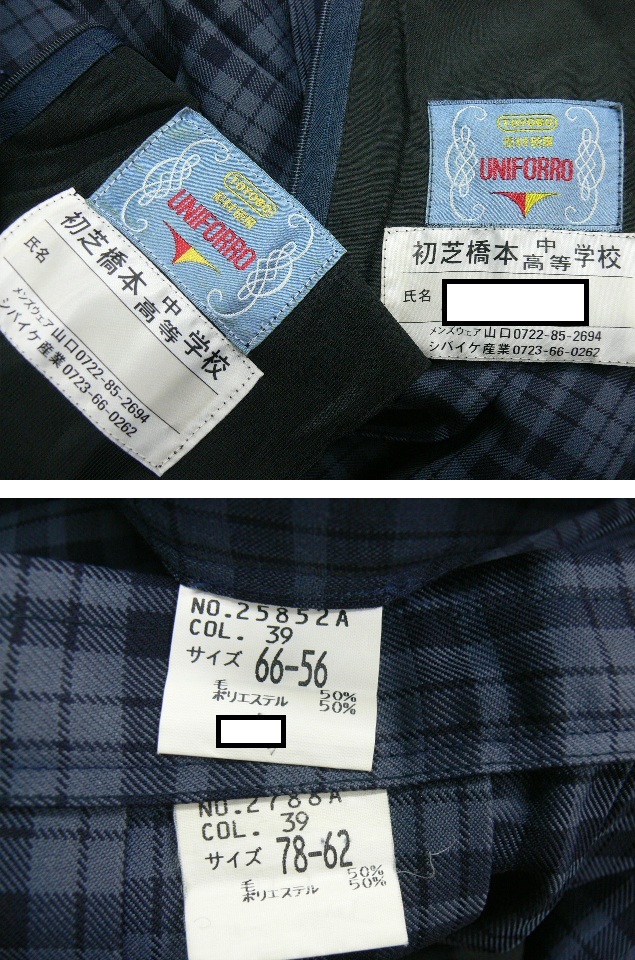 TOYOBO
UNIFORRO
初芝橋本 中高等 学校
氏名
メンズウェア 山口0722-85-2694
シバイケ産業0723-66-0262
TOYOBO
UNIFORRO
初芝橋本 中高等 学校
氏名
メンズウェア 山口0722-85-2694
シバイケ産業0723-66-0262
NO.25852A
COL. 39
サイズ 66-56
毛 50%
ポリエステル 50%
COL. 39
サイズ 78-62
毛 50%
ポリエステル 50%